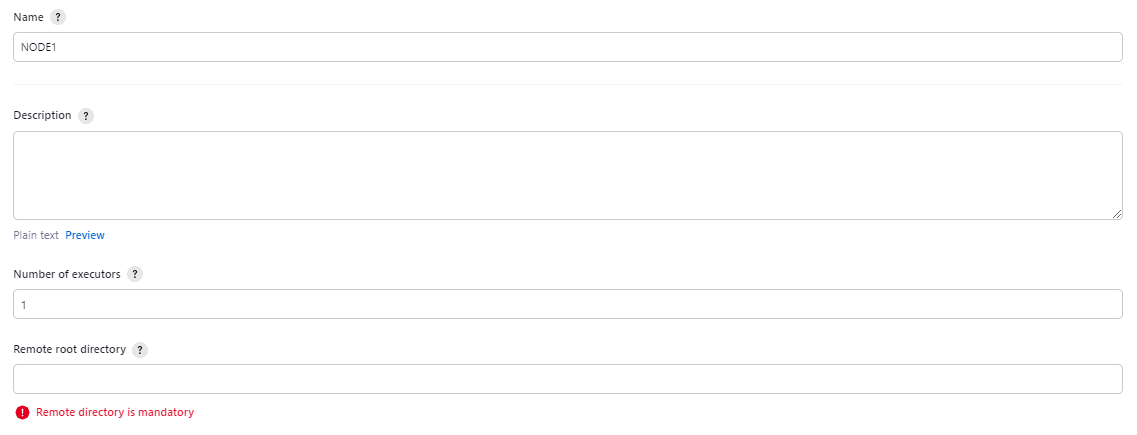 Name ?
NODE1
Description ?
Plain text Preview
Number of executors ?
1
Remote root directory ?
! Remote directory is mandatory